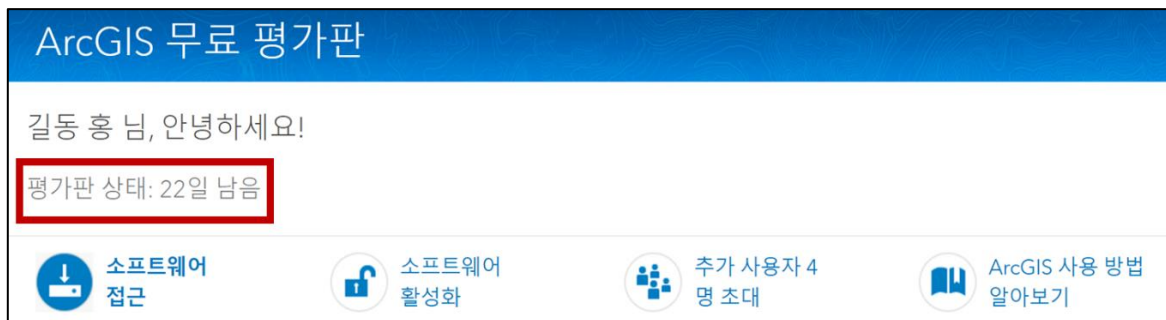 ArcGIS 무료 평가판
길동 홍 님, 안녕하세요!
평가판 상태: 22일 남음
소프트웨어
접근
소프트웨어
활성화
추가 사용자 4
명 초대
ArcGIS 사용 방법
알아보기